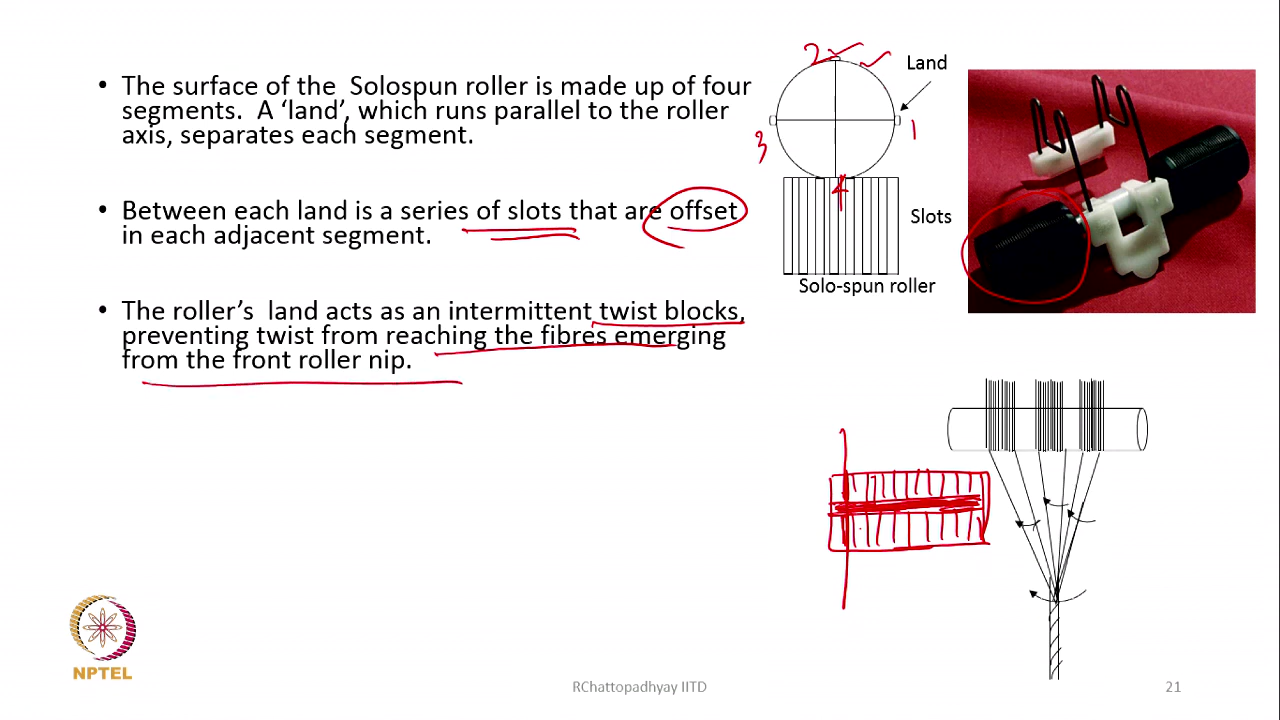 • The surface of the Solospun roller is made up of four
segments. A ‘land’, which runs parallel to the roller
axis, separates each segment.
• Between each land is a series of slots that are offset
in each adjacent segment.
• The roller’s land acts as an intermittent twist blocks,
preventing twist from reaching the fibres emerging
from the front roller nip.
2
Land
1
3
4
Slots
Solo-spun roller
NPTEL
RChattopadhyay IITD
21